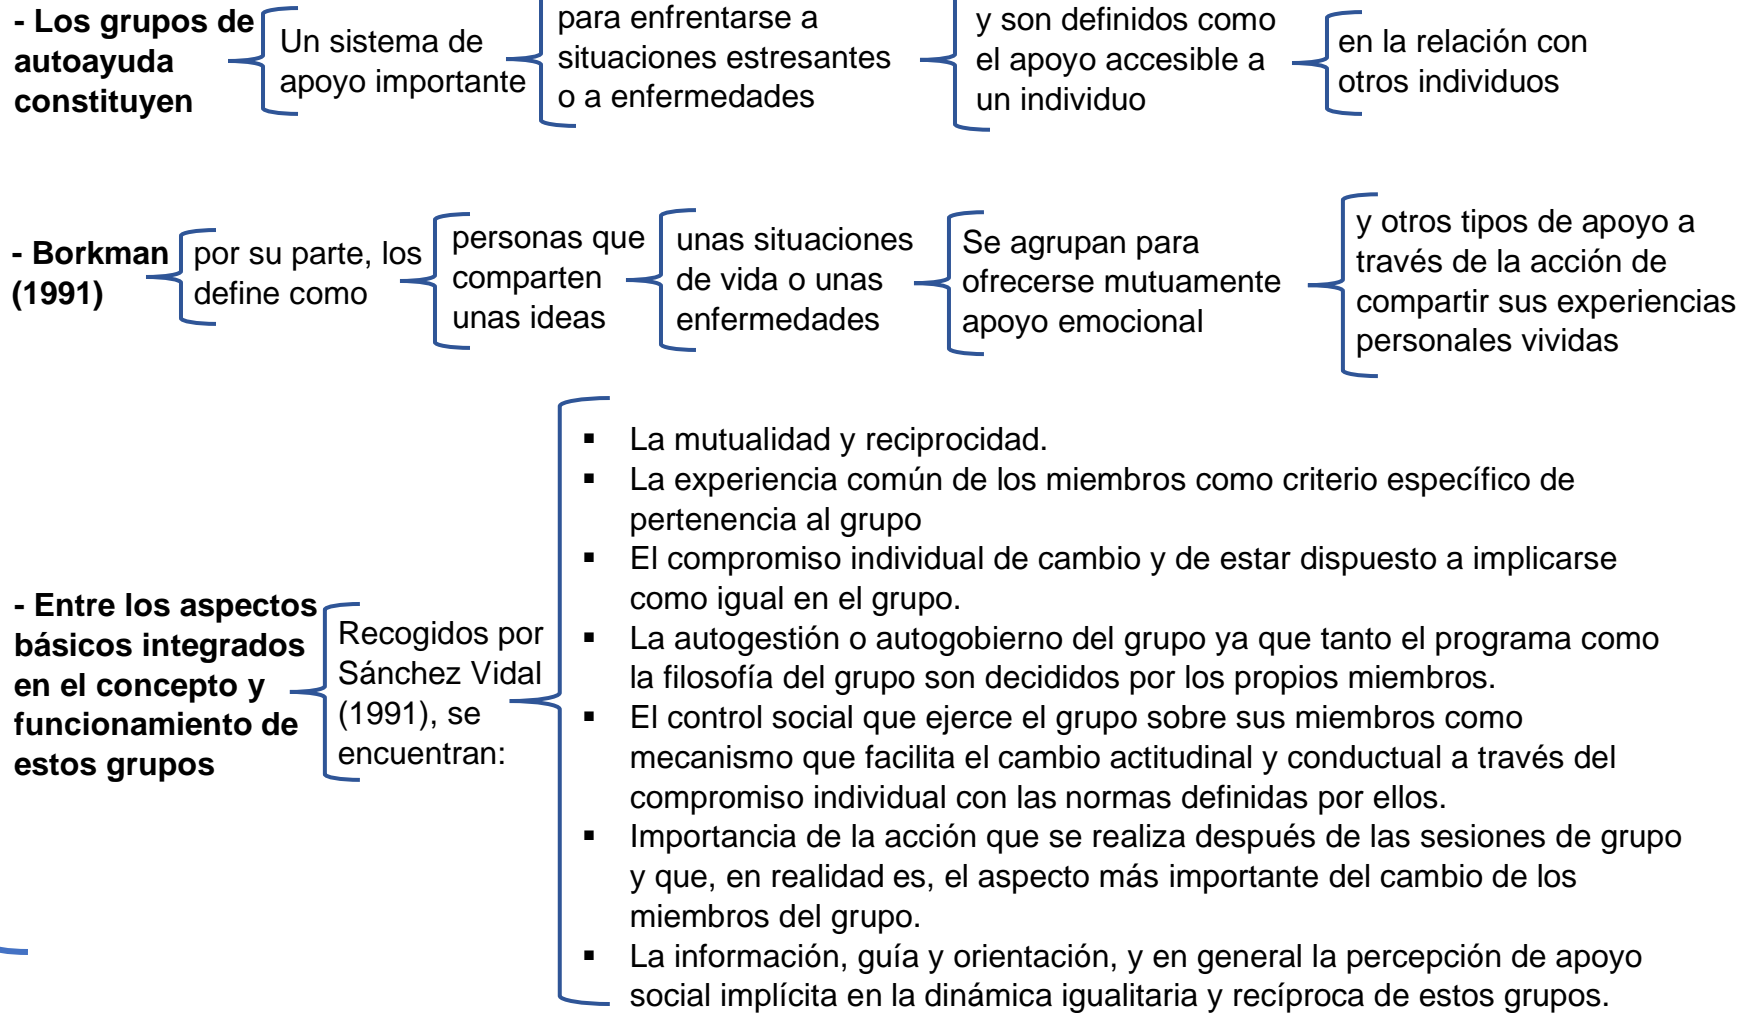 - Los grupos de
autoayuda
constituyen
Un sistema de
apoyo importante
para enfrentarse a
situaciones estresantes
o a enfermedades
y son definidos como
el apoyo accesible a
un individuo
en la relación con
otros individuos
- Borkman
(1991)
por su parte, los
define como
personas que
comparten
unas ideas
unas situaciones
de vida o unas
enfermedades
Se agrupan para
ofrecerse mutuamente
apoyo emocional
y otros tipos de apoyo a
través de la acción de
compartir sus experiencias
personales vividas
- Entre los aspectos
básicos integrados
en el concepto y
funcionamiento de
estos grupos
Recogidos por
Sánchez Vidal
(1991), se
encuentran:
▪ La mutualidad y reciprocidad.
▪ La experiencia común de los miembros como criterio específico de
pertenencia al grupo
▪ El compromiso individual de cambio y de estar dispuesto a implicarse
como igual en el grupo.
▪ La autogestión o autogobierno del grupo ya que tanto el programa como
la filosofía del grupo son decididos por los propios miembros.
▪ El control social que ejerce el grupo sobre sus miembros como
mecanismo que facilita el cambio actitudinal y conductual a través del
compromiso individual con las normas definidas por ellos.
▪ Importancia de la acción que se realiza después de las sesiones de grupo
y que, en realidad es, el aspecto más importante del cambio de los
miembros del grupo.
▪ La información, guía y orientación, y en general la percepción de apoyo
social implícita en la dinámica igualitaria y recíproca de estos grupos.